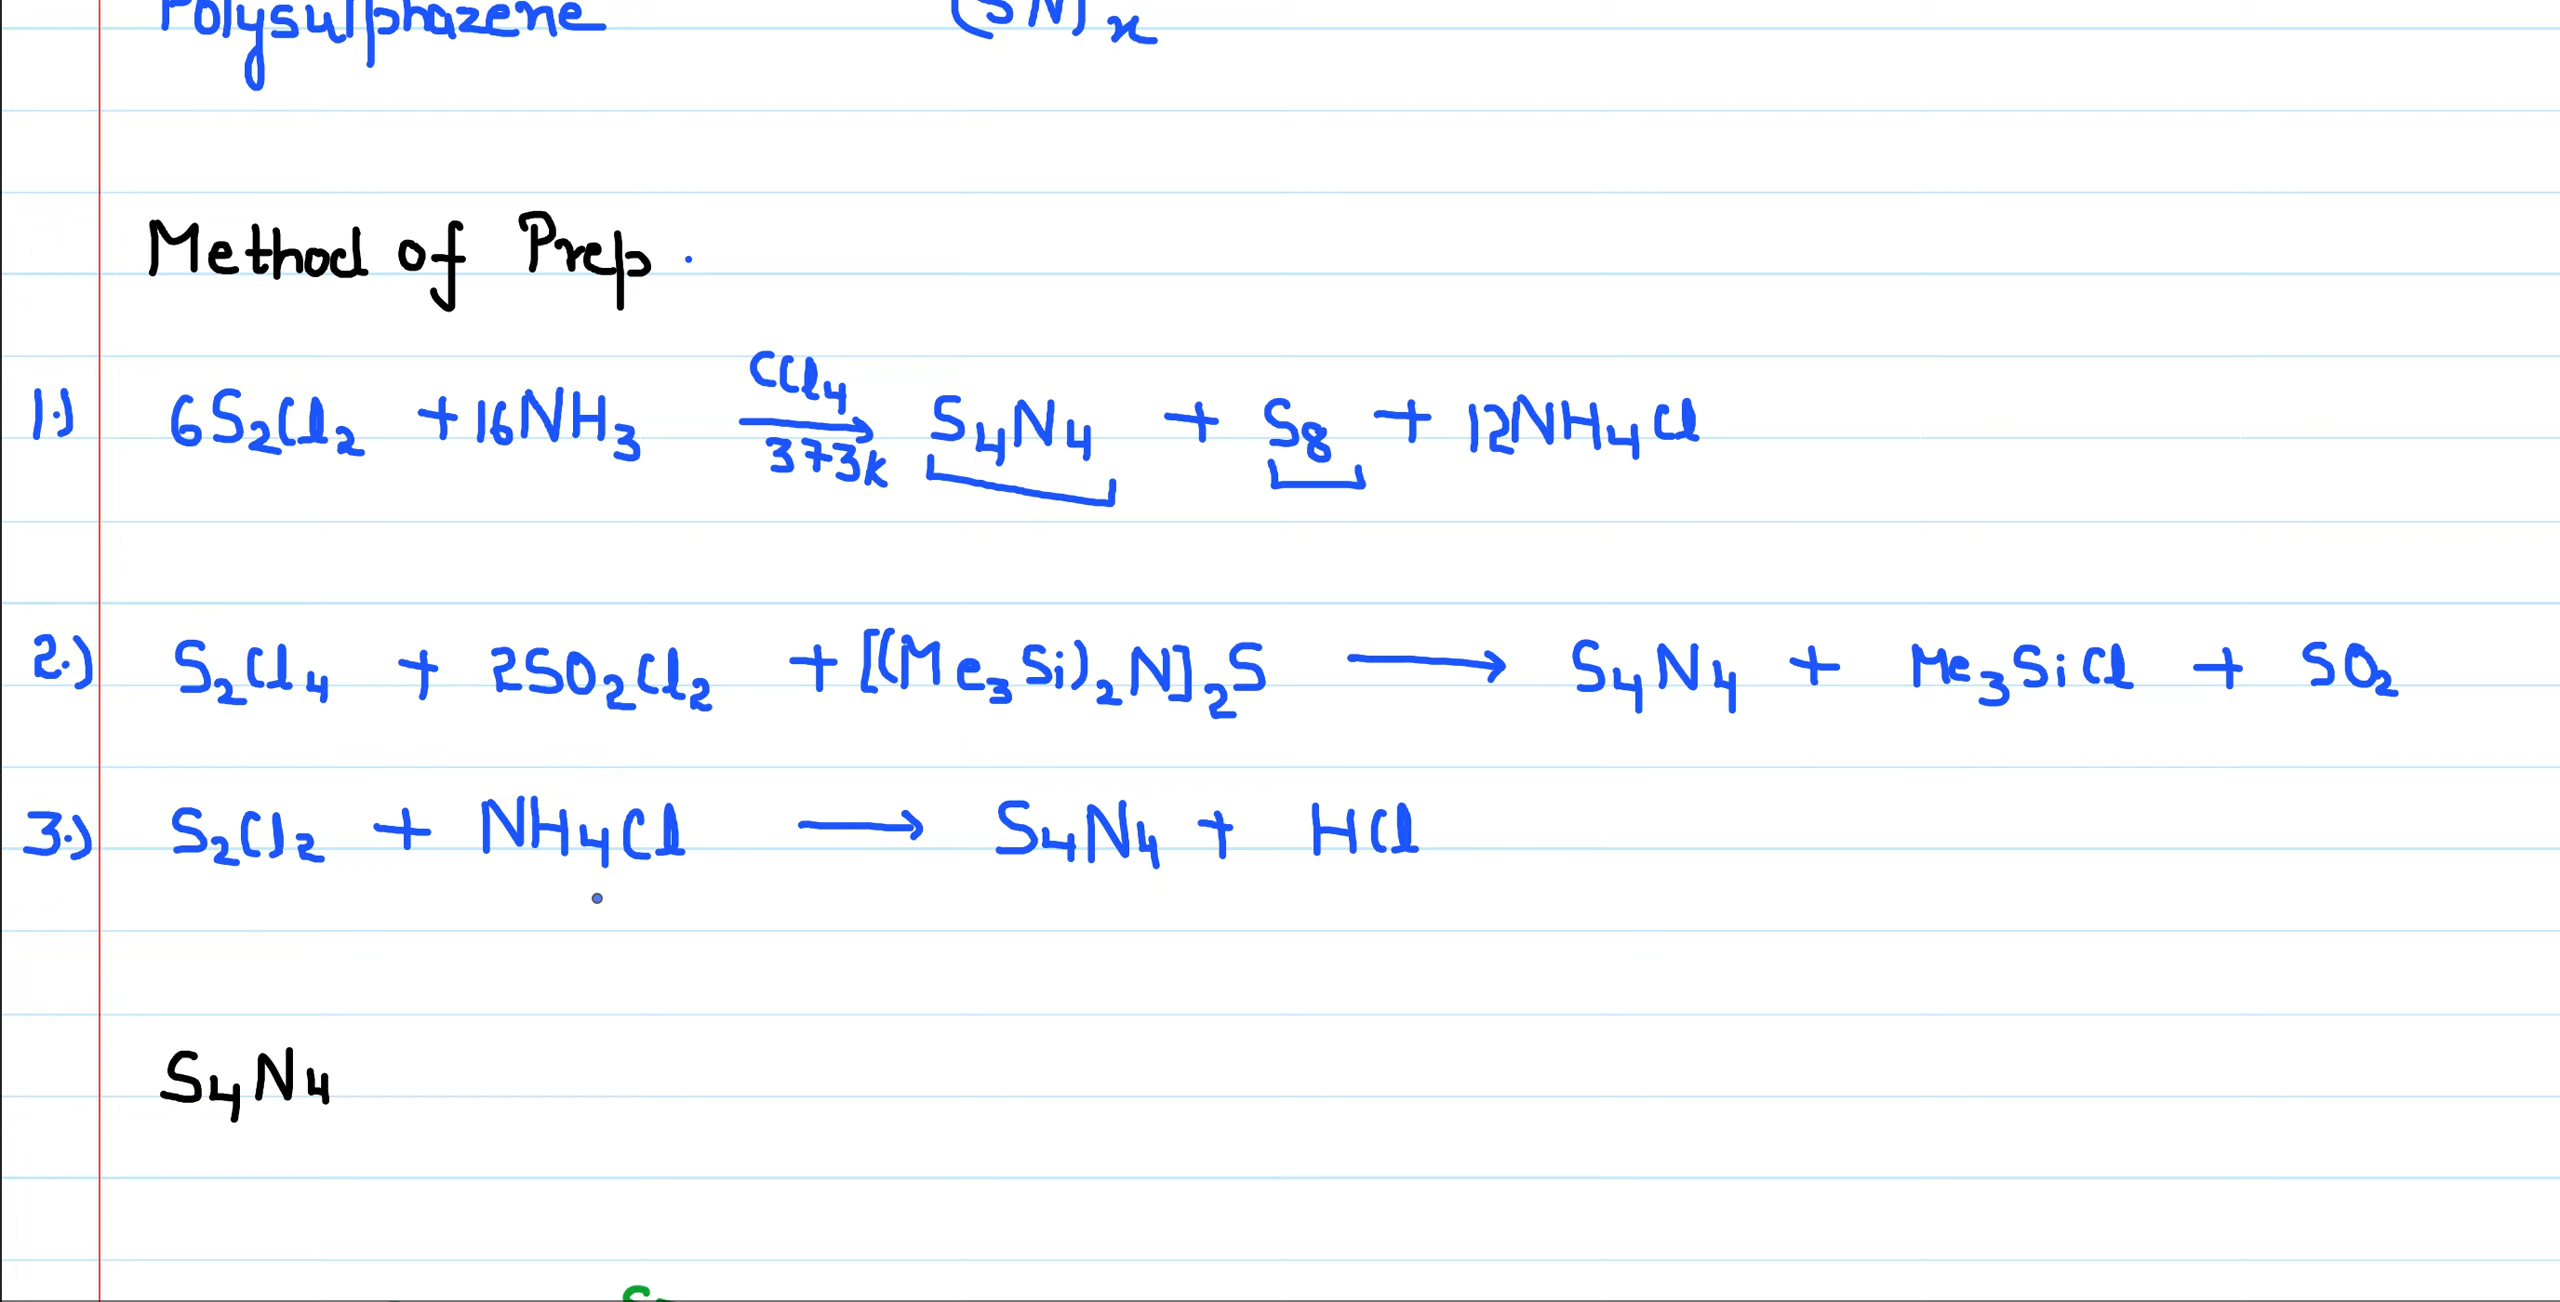 Polysulphazene (SN)x
Method of Prep.
1.) 6S₂Cl₂ + 16NH₃ —CCl₄/373K→ S₄N₄ + S₈ + 12NH₄Cl
2.) S₂Cl₄ + 2SO₂Cl₂ + [(Me₃Si)₂N]₂S ⟶ S₄N₄ + Me₃SiCl + SO₂
3.) S₂Cl₂ + NH₄Cl ⟶ S₄N₄ + HCl
S₄N₄